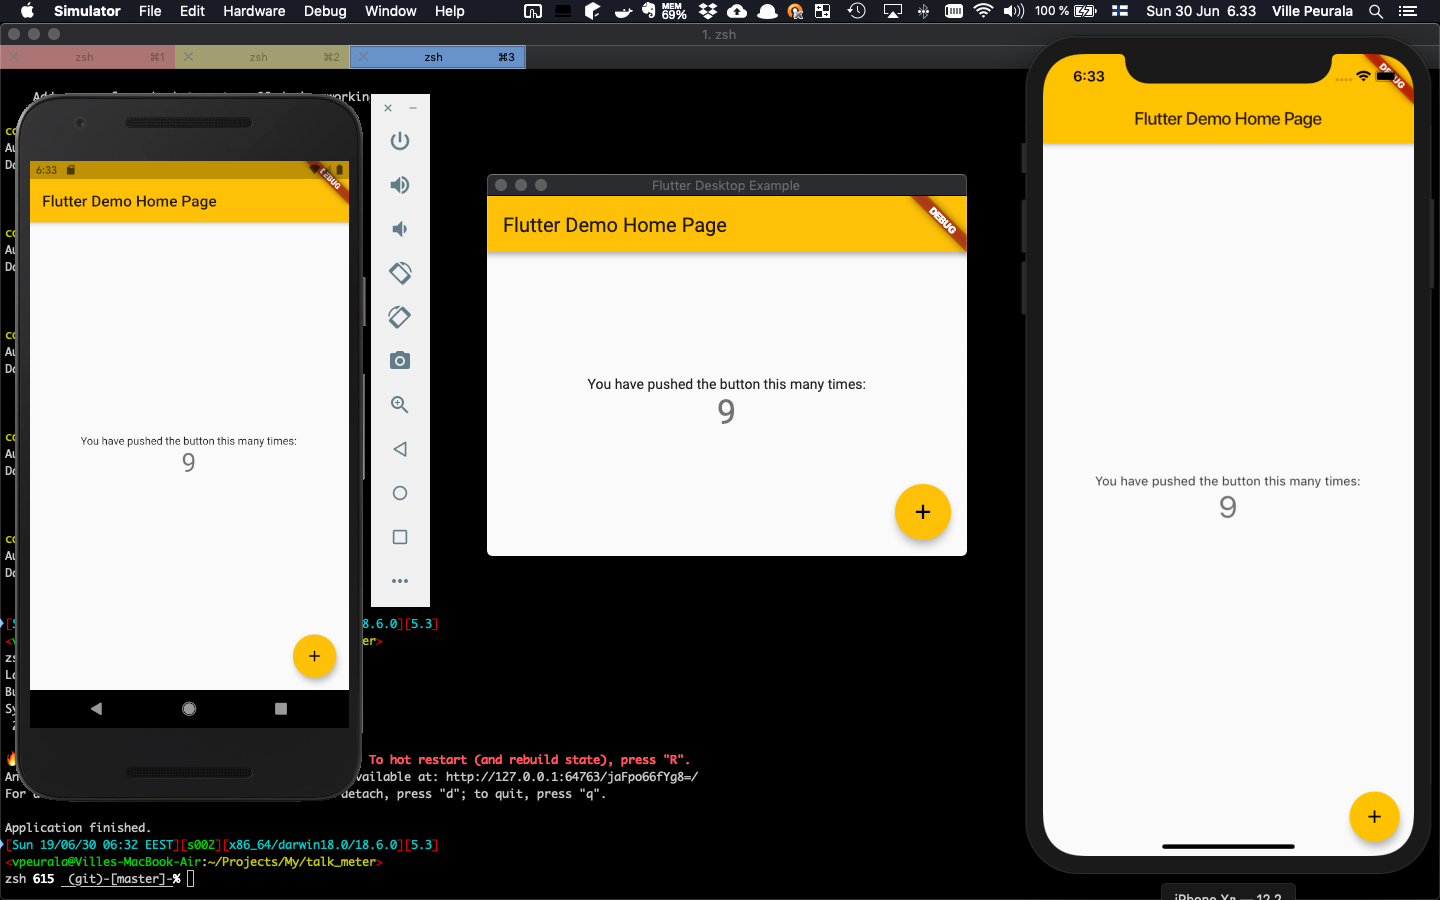 Simulator File Edit Hardware Debug Window Help MEM 69% 100 % Sun 30 Jun 6.33 Ville Peurala
1. zsh
zsh ⌘1 zsh ⌘2 zsh ⌘3
6:33
DEBUG
Flutter Demo Home Page
You have pushed the button this many times:
9
+
Flutter Desktop Example
Flutter Demo Home Page
DEBUG
You have pushed the button this many times:
9
+
6:33
DEBUG
Flutter Demo Home Page
You have pushed the button this many times:
9
+
8.6.0][5.3]
er>
To hot restart (and rebuild state), press "R".
vailable at: http://127.0.0.1:64763/jaFpo66fYg8=/
For detach, press "d"; to quit, press "q".
Application finished.
[Sun 19/06/30 06:32 EEST][s002][x86_64/darwin18.0/18.6.0][5.3]
<vpeurala@Villes-MacBook-Air:~/Projects/My/talk_meter>
zsh 615 (git)-[master]-%